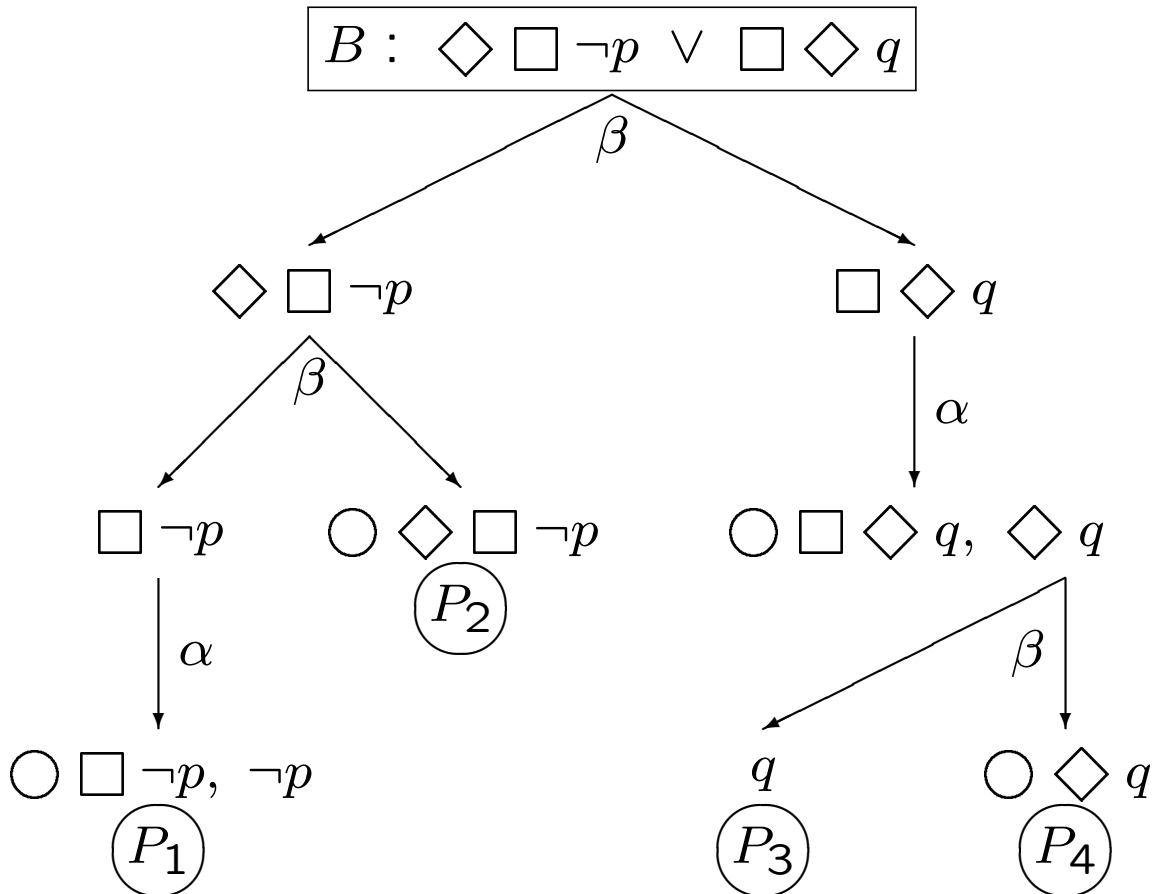 B : ◇ □ ¬p ∨ □ ◇ q
β
◇ □ ¬p □ ◇ q
β
α
□ ¬p ○ ◇ □ ¬p ○ □ ◇ q, ◇ q
P₂
α β
○ □ ¬p, ¬p q ○ ◇ q
P₁ P₃ P₄